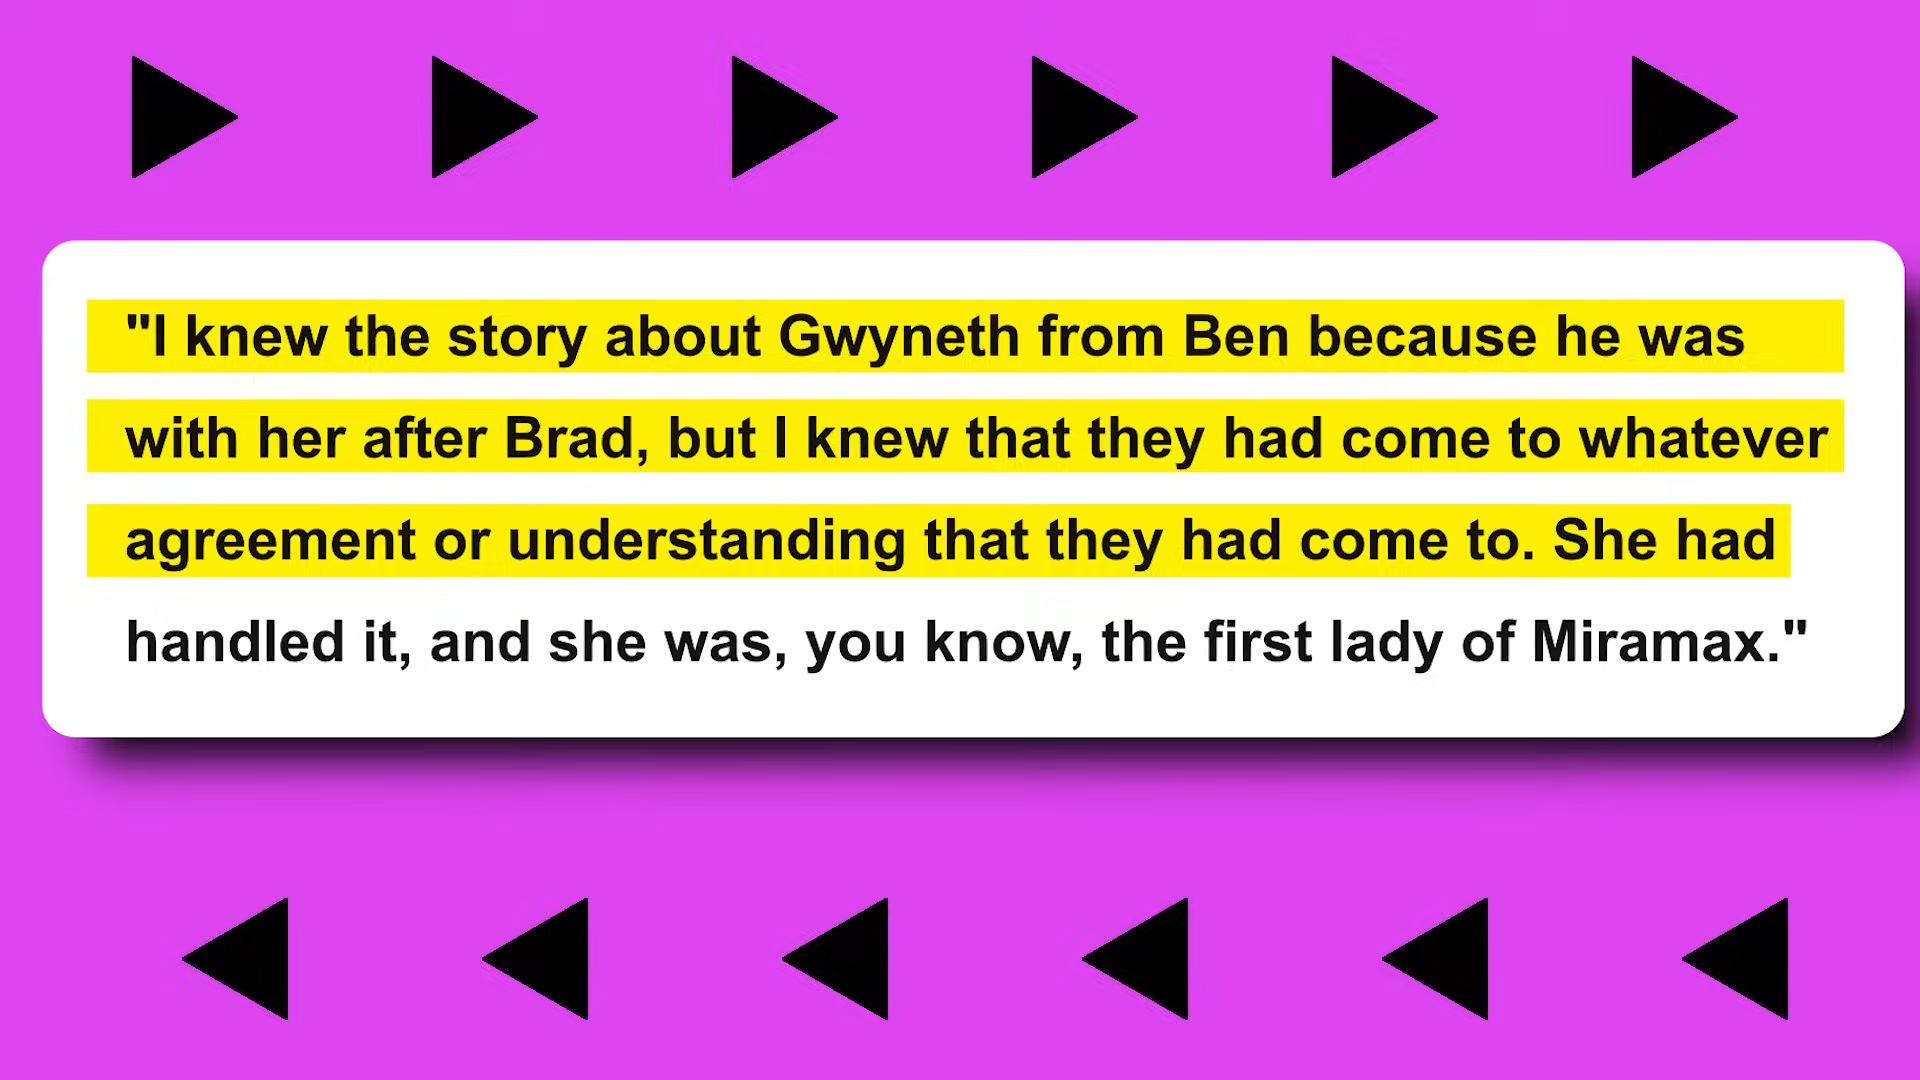 "I knew the story about Gwyneth from Ben because he was
with her after Brad, but I knew that they had come to whatever
agreement or understanding that they had come to. She had
handled it, and she was, you know, the first lady of Miramax."